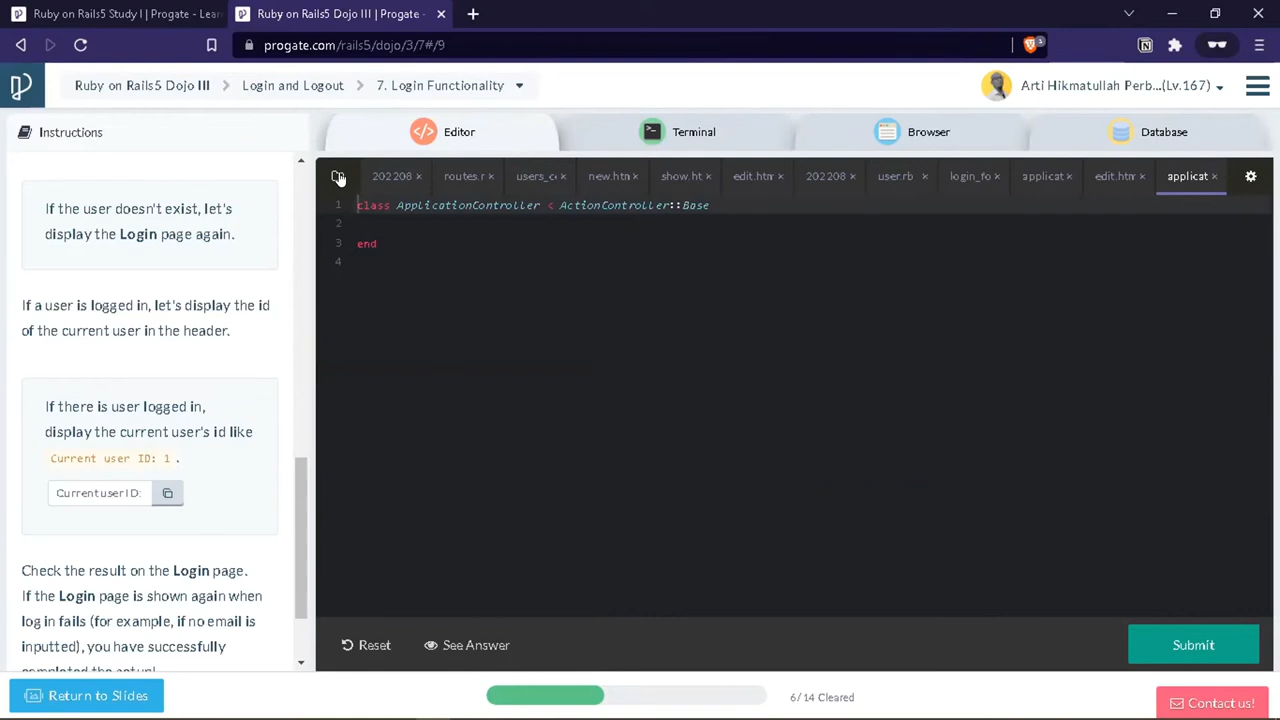 Ruby on Rails5 Study I | Progate - Lear
Ruby on Rails5 Dojo III | Progate -
progate.com/rails5/dojo/3/7#/9
Ruby on Rails5 Dojo III
Login and Logout
7. Login Functionality
Arti Hikmatullah Perb...(Lv.167)
Instructions
Editor
Terminal
Browser
Database
202208 ×
routes.r ×
users_c ×
new.htm ×
show.ht ×
edit.htm ×
202208 ×
user.rb ×
login_fo ×
applicat ×
edit.htm ×
applicat ×
1 class ApplicationController < ActionController::Base
2
3 end
4
If the user doesn't exist, let's
display the Login page again.
If a user is logged in, let's display the id
of the current user in the header.
If there is user logged in,
display the current user's id like
Current user ID: 1 .
Current user ID:
Check the result on the Login page.
If the Login page is shown again when
log in fails (for example, if no email is
inputted), you have successfully
completed the setup!
Reset
See Answer
Submit
Return to Slides
6/14 Cleared
Contact us!